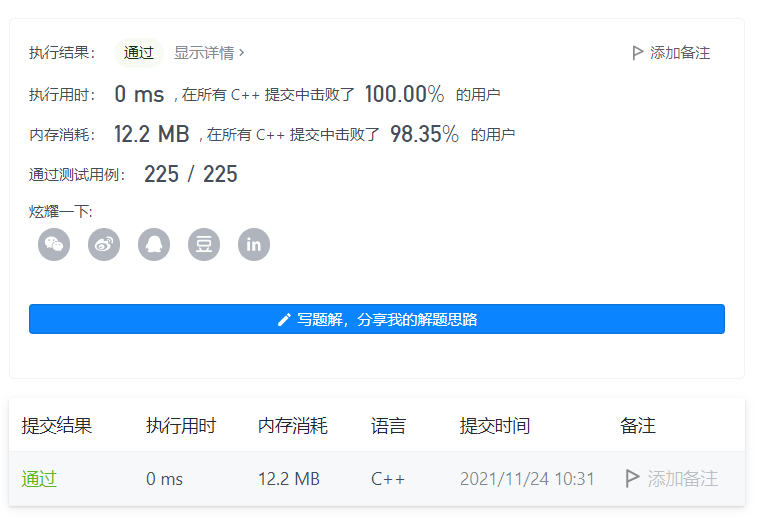 执行结果： 通过 显示详情 › 添加备注
执行用时： 0 ms , 在所有 C++ 提交中击败了 100.00% 的用户
内存消耗： 12.2 MB , 在所有 C++ 提交中击败了 98.35% 的用户
通过测试用例： 225 / 225
炫耀一下:
豆 in
写题解，分享我的解题思路
提交结果 执行用时 内存消耗 语言 提交时间 备注
通过 0 ms 12.2 MB C++ 2021/11/24 10:31 添加备注